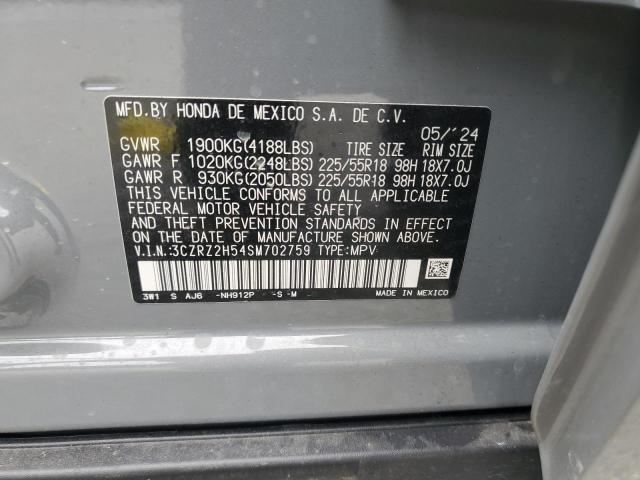 MFD.BY HONDA DE MEXICO S.A. DE C.V.
05/'24
GVWR 1900KG(4188LBS) TIRE SIZE RIM SIZE
GAWR F 1020KG(2248LBS) 225/55R18 98H 18X7.0J
GAWR R 930KG(2050LBS) 225/55R18 98H 18X7.0J
THIS VEHICLE CONFORMS TO ALL APPLICABLE
FEDERAL MOTOR VEHICLE SAFETY
AND THEFT PREVENTION STANDARDS IN EFFECT ON THE
DATE OF MANUFACTURE SHOWN ABOVE.
V.I.N.:3CZRZ2H54SM702759 TYPE:MPV
3W1 S AJ6 -NH912P -S-M MADE IN MEXICO